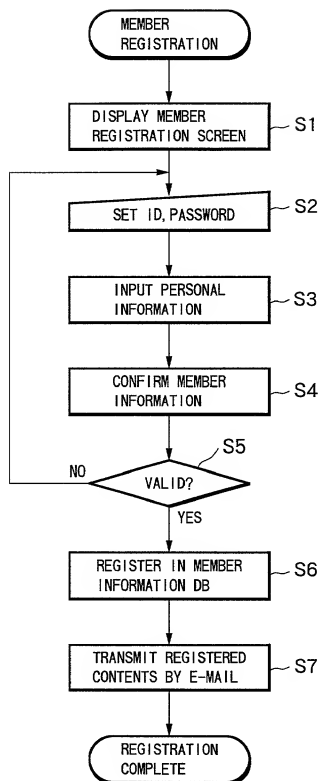 MEMBER
REGISTRATION
DISPLAY MEMBER
REGISTRATION SCREEN
S1
SET ID, PASSWORD
S2
INPUT PERSONAL
INFORMATION
S3
CONFIRM MEMBER
INFORMATION
S4
S5
NO
VALID?
YES
REGISTER IN MEMBER
INFORMATION DB
S6
TRANSMIT REGISTERED
CONTENTS BY E-MAIL
S7
REGISTRATION
COMPLETE